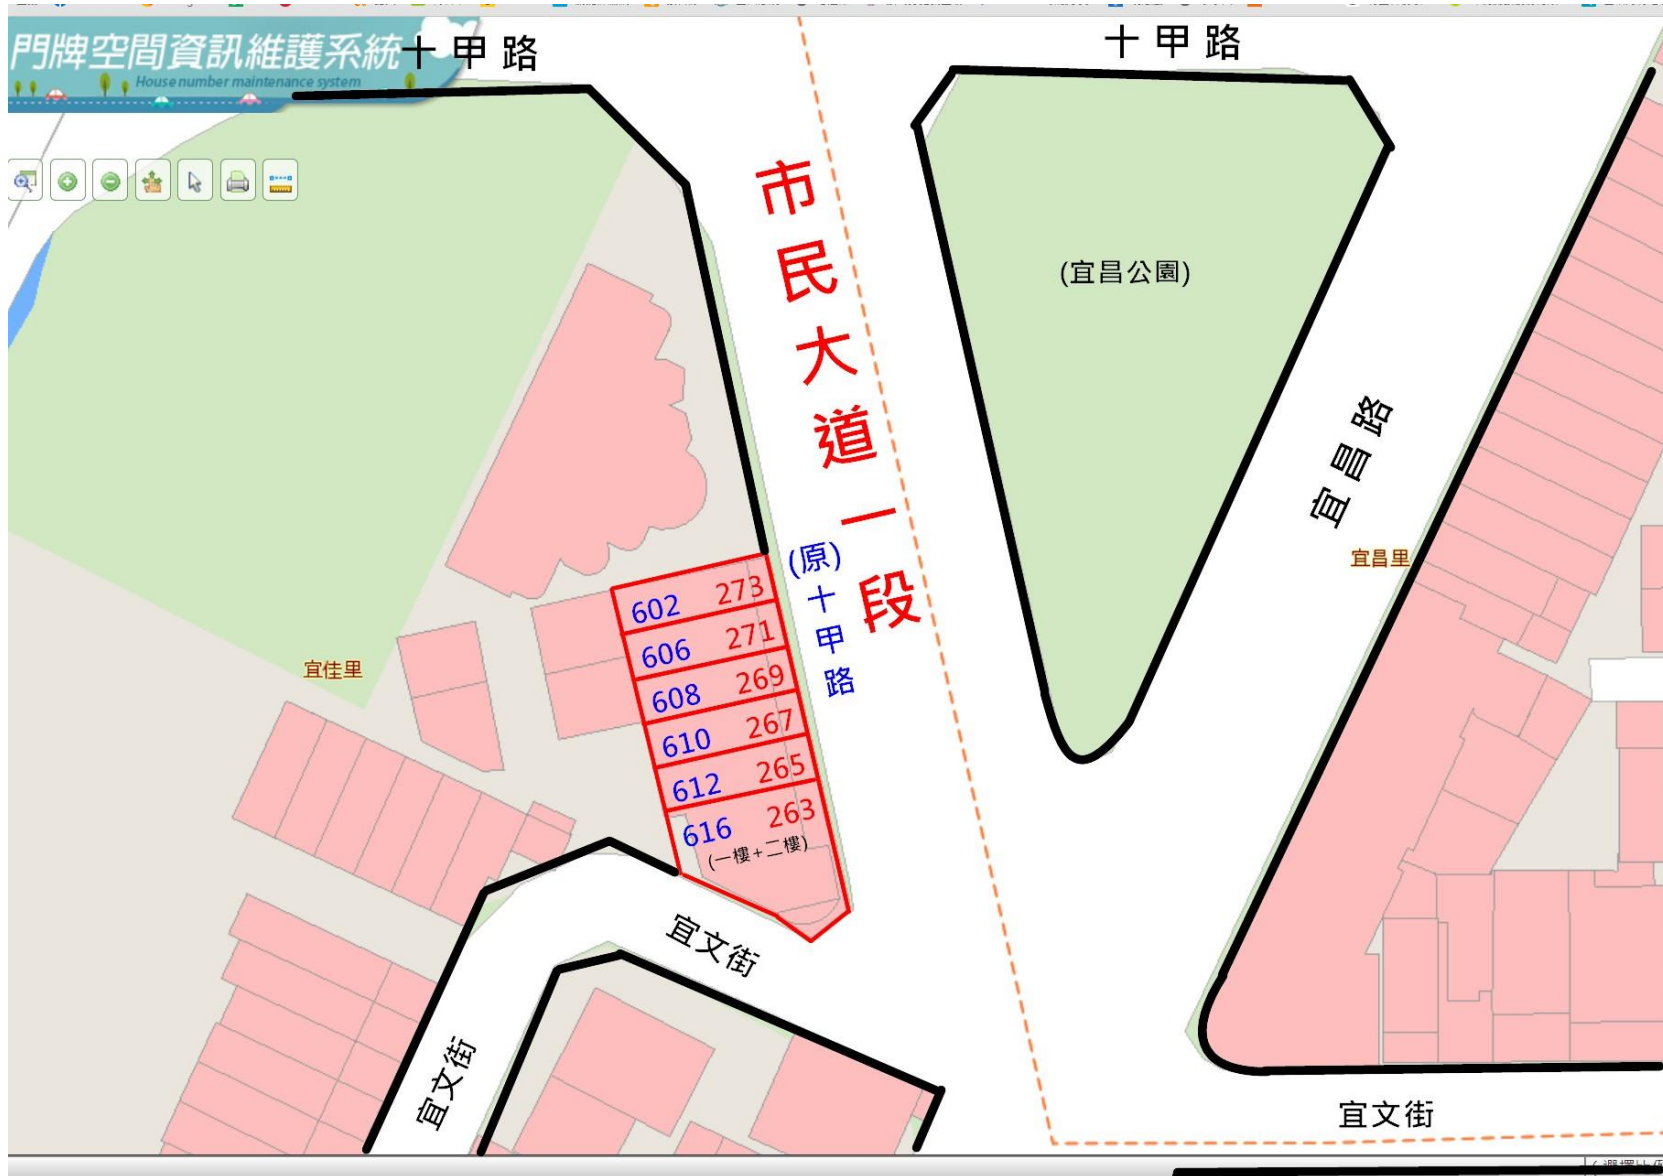 門牌空間資訊維護系統
House number maintenance system
十甲路
十甲路
市民大道一段
(原)十甲路
(宜昌公園)
宜昌路
宜昌里
宜佳里
602 273
606 271
608 269
610 267
612 265
616 263
(一樓+二樓)
宜文街
宜文街
宜文街